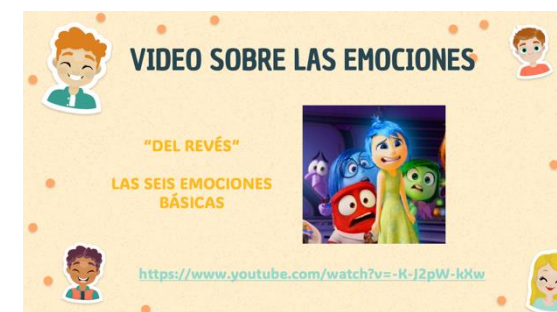 VIDEO SOBRE LAS EMOCIONES
“DEL REVÉS”
LAS SEIS EMOCIONES
BÁSICAS
https://www.youtube.com/watch?v=-K-J2pW-kXw